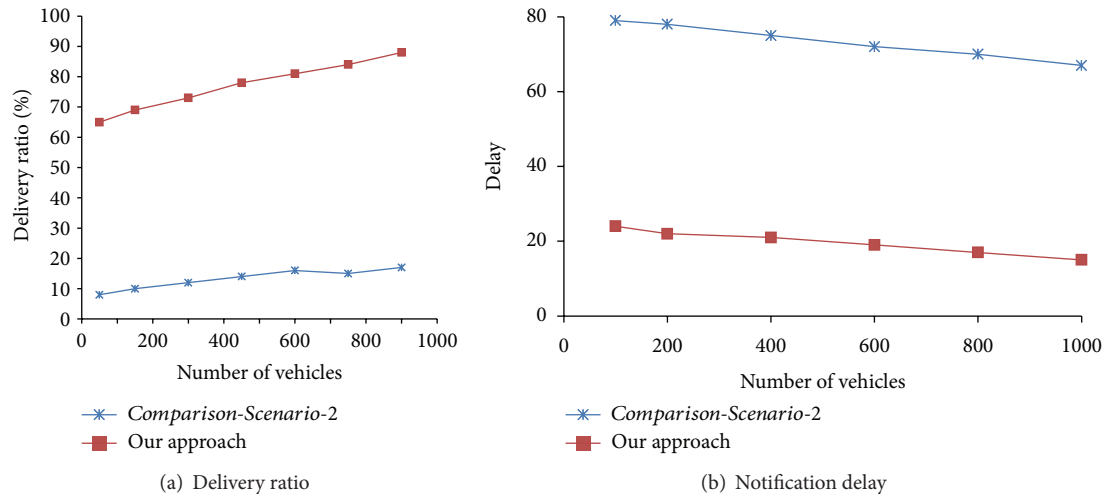 100
90
80
70
60
50
40
30
20
10
0
Delivery ratio (%)
0 200 400 600 800 1000
Number of vehicles
Comparison-Scenario-2
Our approach
(a) Delivery ratio
80
60
40
20
0
Delay
0 200 400 600 800 1000
Number of vehicles
Comparison-Scenario-2
Our approach
(b) Notification delay